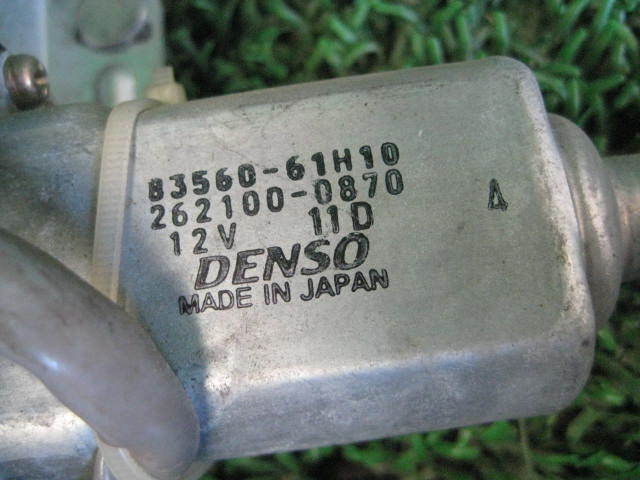 83560-61H10
262100-0870
12V 11D
DENSO
MADE IN JAPAN
A